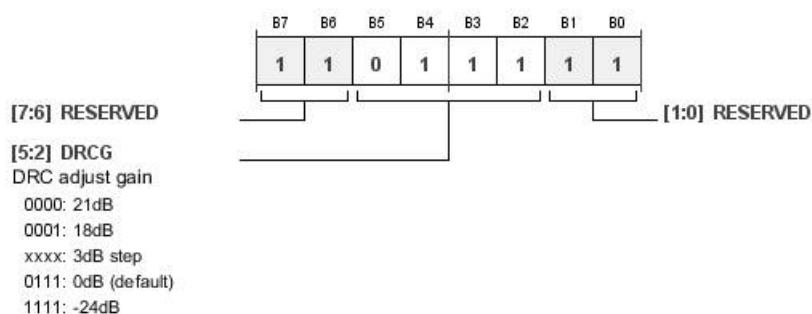 B7 B6 B5 B4 B3 B2 B1 B0
1 1 0 1 1 1 1 1
[7:6] RESERVED
[1:0] RESERVED
[5:2] DRCG
DRC adjust gain
0000: 21dB
0001: 18dB
xxxx: 3dB step
0111: 0dB (default)
1111: -24dB